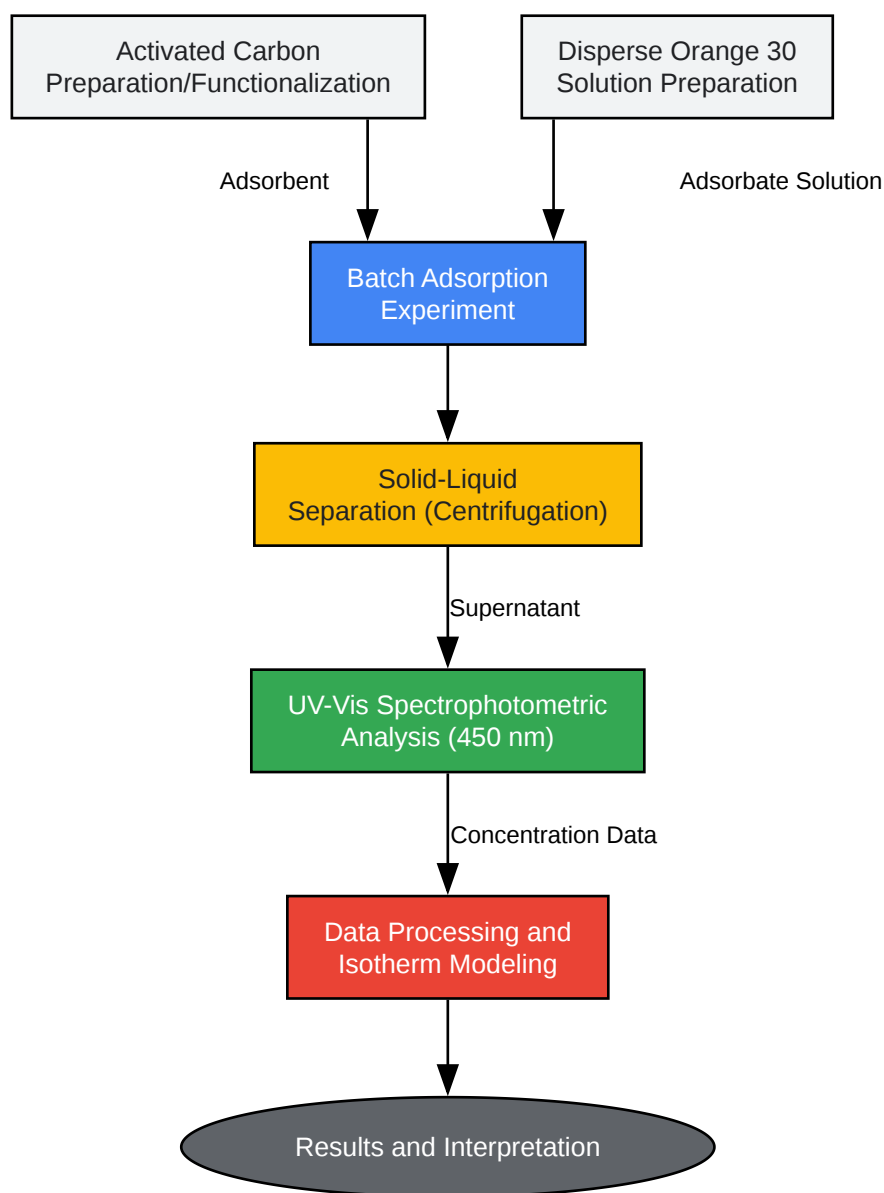 Activated Carbon
Preparation/Functionalization
Disperse Orange 30
Solution Preparation
Adsorbent
Adsorbate Solution
Batch Adsorption
Experiment
Solid-Liquid
Separation (Centrifugation)
Supernatant
UV-Vis Spectrophotometric
Analysis (450 nm)
Concentration Data
Data Processing and
Isotherm Modeling
Results and Interpretation